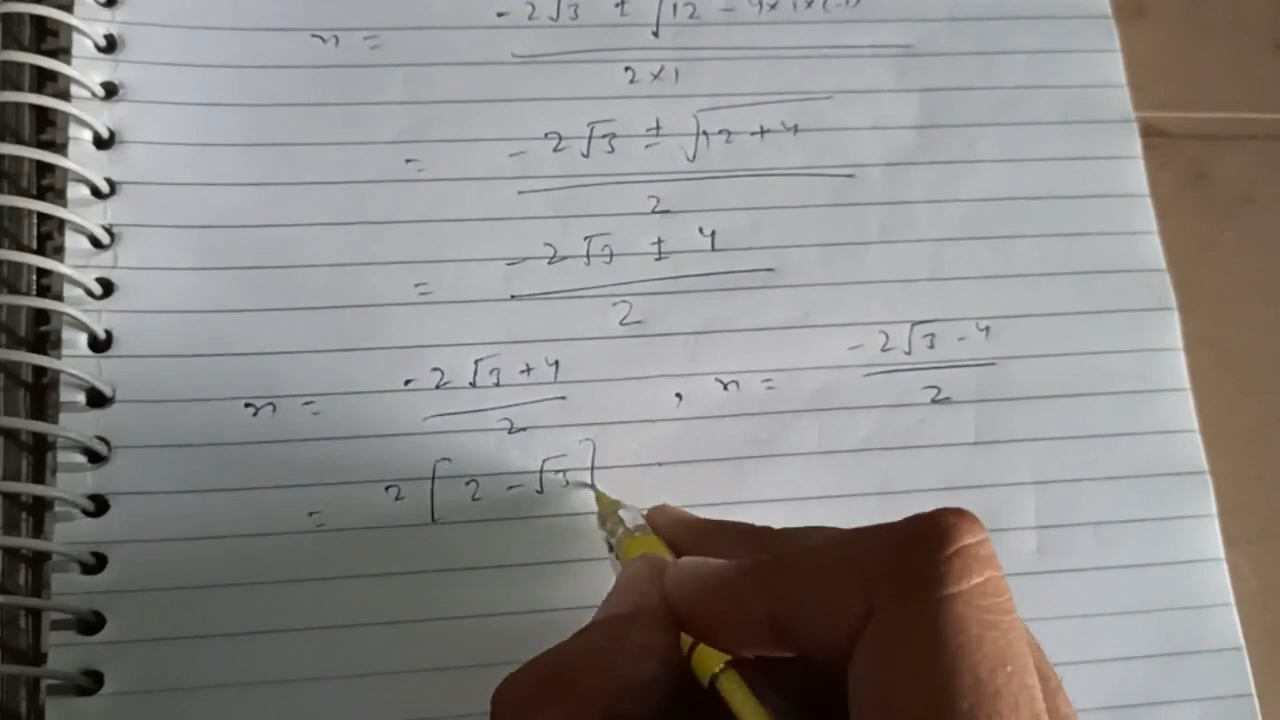 n = (-2√3 ± √(12 - 4×1×(-1))) / (2×1)
= (-2√3 ± √(12+4)) / 2
= (-2√3 ± 4) / 2
n = (-2√3+4) / 2 , n = (-2√3-4) / 2
= 2[2-√3]